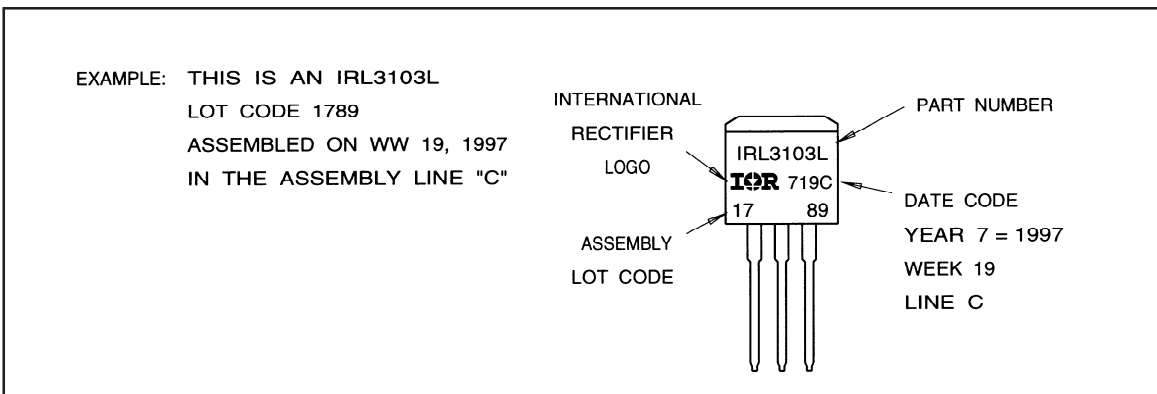 EXAMPLE: THIS IS AN IRL3103L
LOT CODE 1789
ASSEMBLED ON WW 19, 1997
IN THE ASSEMBLY LINE "C"
INTERNATIONAL
RECTIFIER
LOGO
ASSEMBLY
LOT CODE
IRL3103L
IOR 719C
17 89
PART NUMBER
DATE CODE
YEAR 7 = 1997
WEEK 19
LINE C